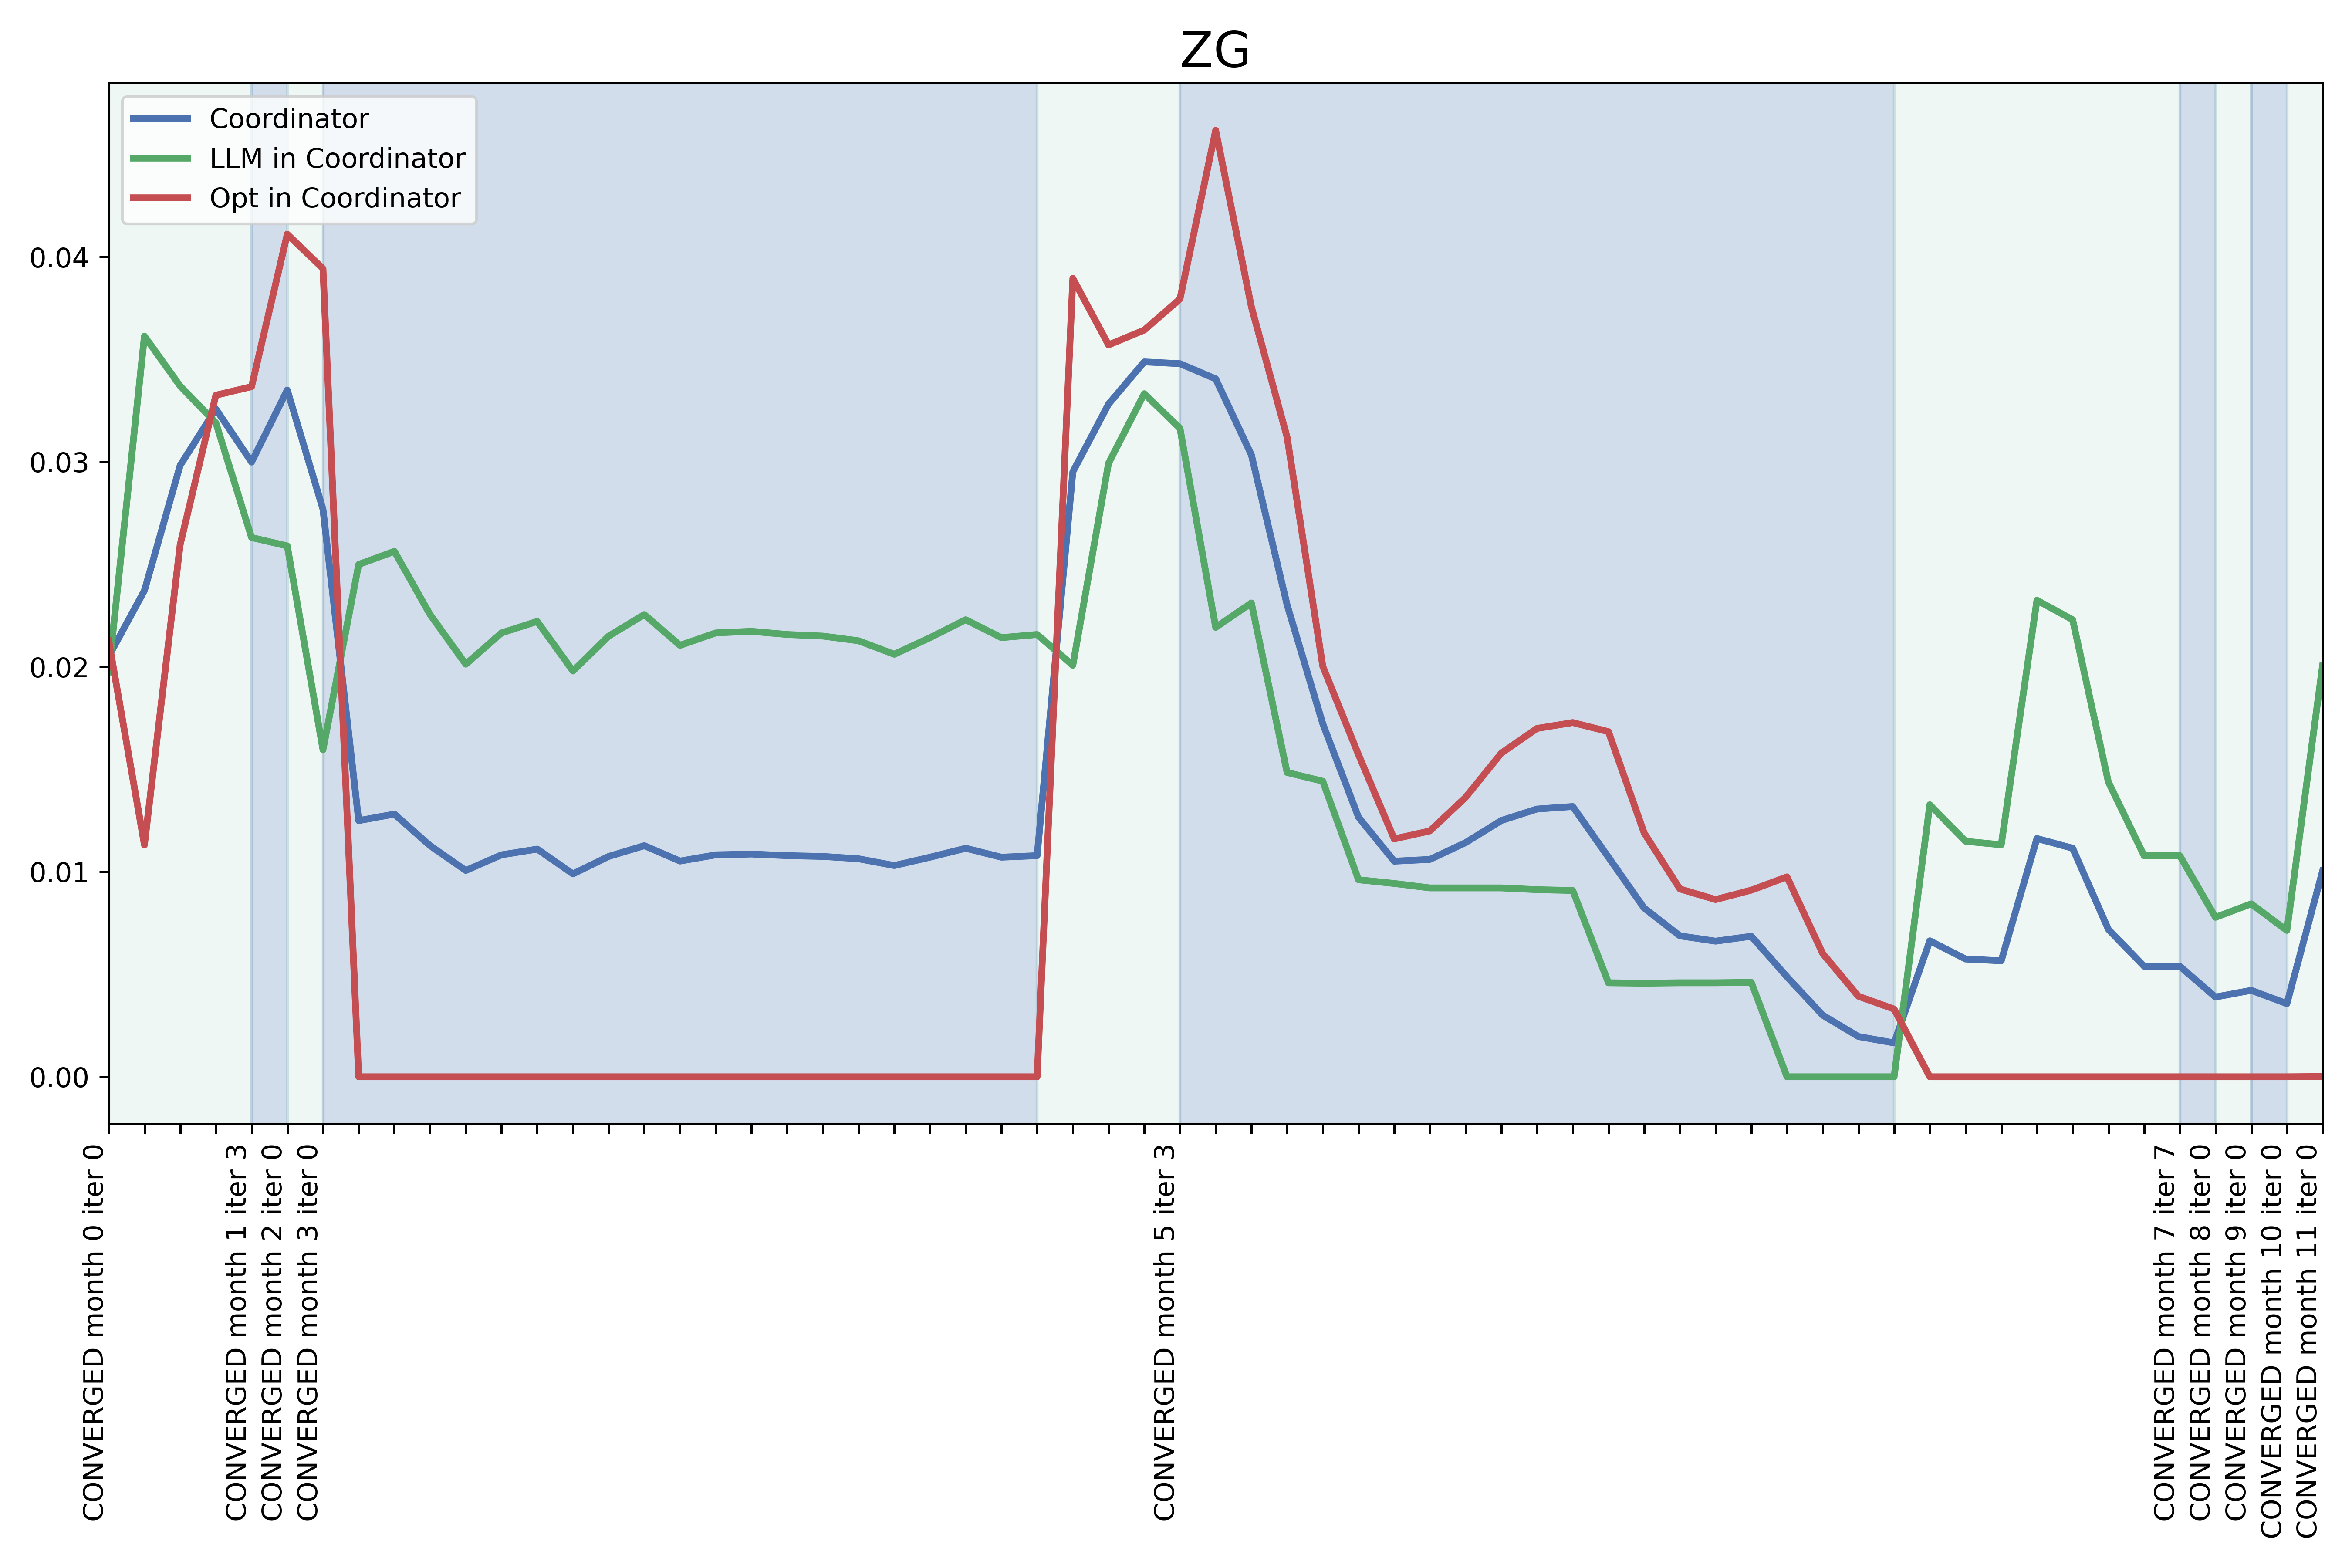 ZG
Coordinator
LLM in Coordinator
Opt in Coordinator
0.04
0.03
0.02
0.01
0.00
CONVERGED month 0 iter 0
CONVERGED month 1 iter 3
CONVERGED month 2 iter 0
CONVERGED month 3 iter 0
CONVERGED month 5 iter 3
CONVERGED month 7 iter 7
CONVERGED month 8 iter 0
CONVERGED month 9 iter 0
CONVERGED month 10 iter 0
CONVERGED month 11 iter 0